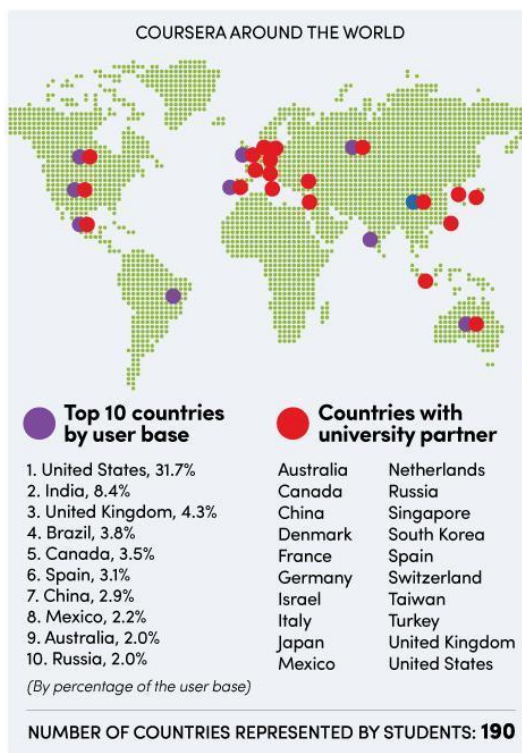 COURSERA AROUND THE WORLD
Top 10 countries
by user base
1. United States, 31.7%
2. India, 8.4%
3. United Kingdom, 4.3%
4. Brazil, 3.8%
5. Canada, 3.5%
6. Spain, 3.1%
7. China, 2.9%
8. Mexico, 2.2%
9. Australia, 2.0%
10. Russia, 2.0%
(By percentage of the user base)
Countries with
university partner
Australia
Canada
China
Denmark
France
Germany
Israel
Italy
Japan
Mexico
Netherlands
Russia
Singapore
South Korea
Spain
Switzerland
Taiwan
Turkey
United Kingdom
United States
NUMBER OF COUNTRIES REPRESENTED BY STUDENTS: 190